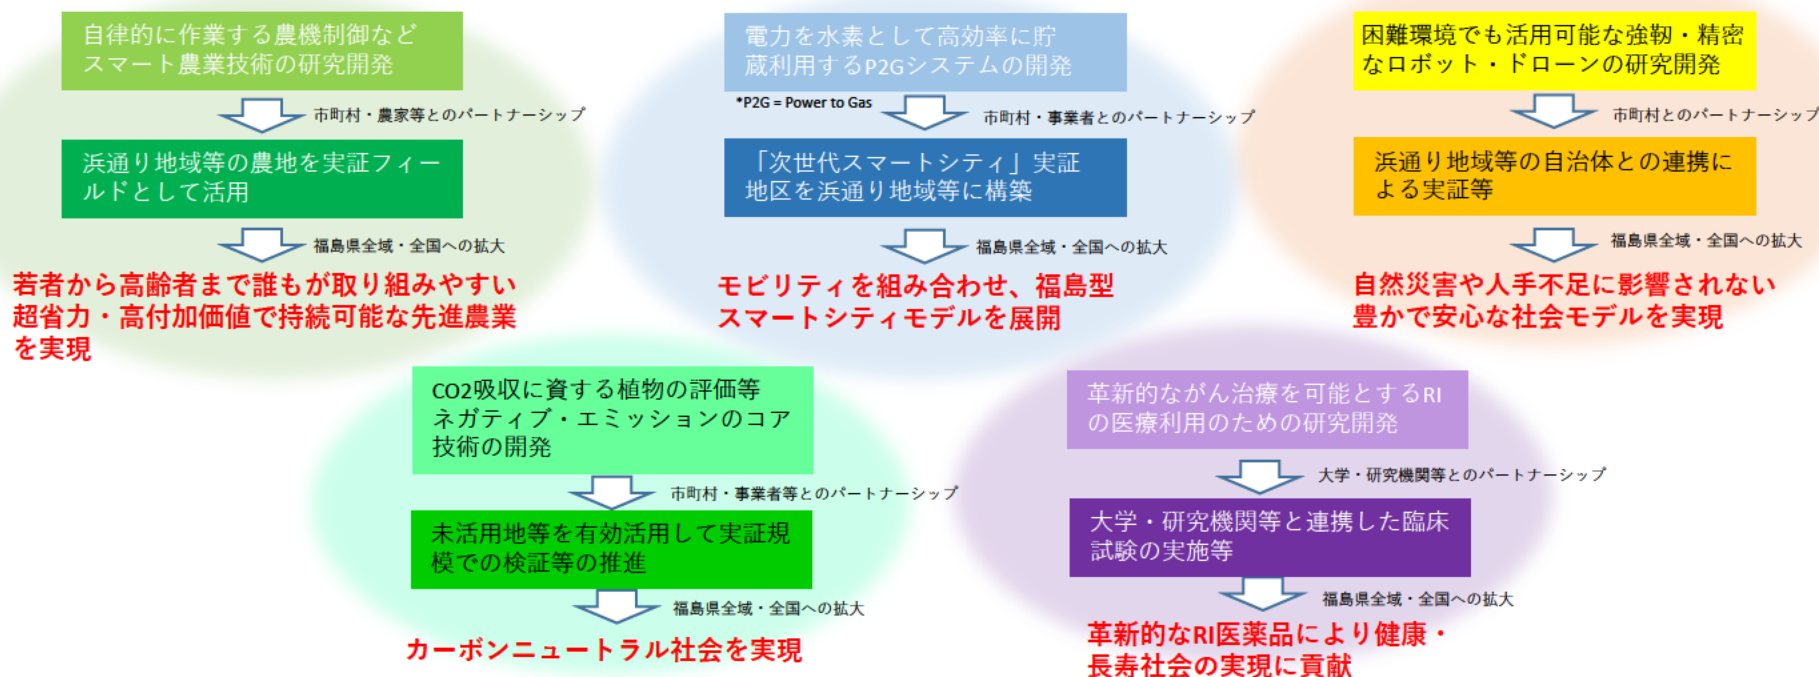 自律的に作業する農機制御など
スマート農業技術の研究開発
市町村・農家等とのパートナーシップ
浜通り地域等の農地を実証フィー
ルドとして活用
福島県全域・全国への拡大
若者から高齢者まで誰もが取り組みやすい
超省力・高付加価値で持続可能な先進農業
を実現
電力を水素として高効率に貯
蔵利用するP2Gシステムの開発
*P2G = Power to Gas
市町村・事業者とのパートナーシップ
「次世代スマートシティ」実証
地区を浜通り地域等に構築
福島県全域・全国への拡大
モビリティを組み合わせ、福島型
スマートシティモデルを展開
困難環境でも活用可能な強靭・精密
なロボット・ドローンの研究開発
市町村とのパートナーシップ
浜通り地域等の自治体との連携に
よる実証等
福島県全域・全国への拡大
自然災害や人手不足に影響されない
豊かで安心な社会モデルを実現
CO2吸収に資する植物の評価等
ネガティブ・エミッションのコア
技術の開発
市町村・事業者等とのパートナーシップ
未活用地等を有効活用して実証規
模での検証等の推進
福島県全域・全国への拡大
カーボンニュートラル社会を実現
革新的ながん治療を可能とするRI
の医療利用のための研究開発
大学・研究機関等とのパートナーシップ
大学・研究機関等と連携した臨床
試験の実施等
福島県全域・全国への拡大
革新的なRI医薬品により健康・
長寿社会の実現に貢献